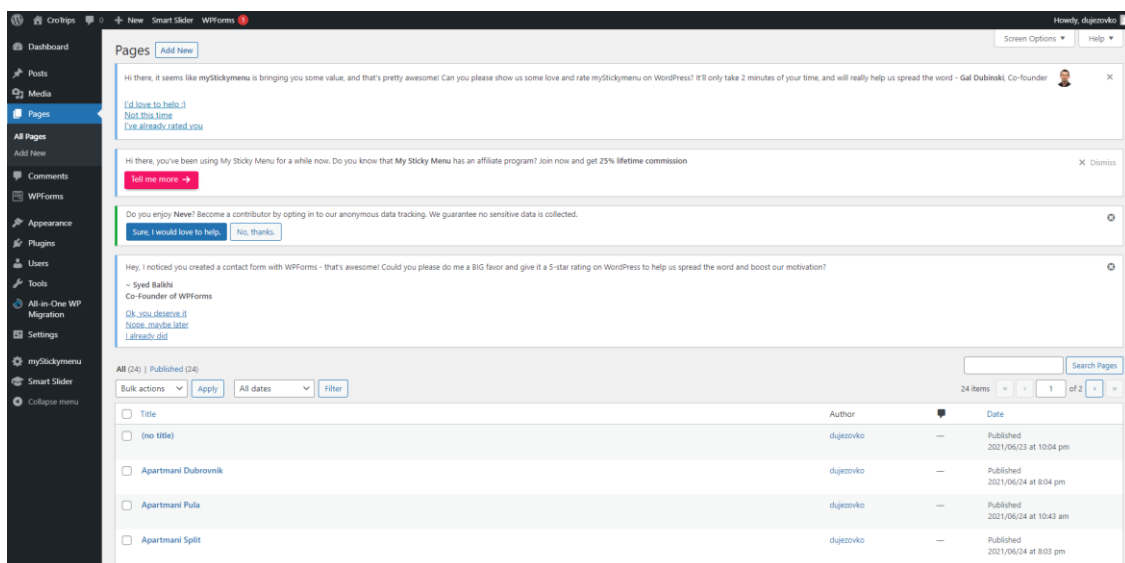 CroTrips 0 New Smart Slider WPForms 1 Howdy, dujezovko
Screen Options Help
Dashboard
Posts
Media
Pages
All Pages
Add New
Comments
WPForms
Appearance
Plugins
Users
Tools
All-in-One WP
Migration
Settings
myStickymenu
Smart Slider
Collapse menu
Pages Add New
Hi there, it seems like myStickymenu is bringing you some value, and that's pretty awesome! Can you please show us some love and rate myStickymenu on WordPress? It'll only take 2 minutes of your time, and will really help us spread the word - Gal Dubinski, Co-founder
I'd love to help :)
Not this time
I've already rated you
Hi there, you've been using My Sticky Menu for a while now. Do you know that My Sticky Menu has an affiliate program? Join now and get 25% lifetime commission
Dismiss
Tell me more →
Do you enjoy Neve? Become a contributor by opting in to our anonymous data tracking. We guarantee no sensitive data is collected.
Sure, I would love to help. No, thanks.
Hey, I noticed you created a contact form with WPForms - that's awesome! Could you please do me a BIG favor and give it a 5-star rating on WordPress to help us spread the word and boost our motivation?
~ Syed Balkhi
Co-Founder of WPForms
Ok, you deserve it
Nope, maybe later
I already did
All (24) | Published (24)
Search Pages
Bulk actions Apply All dates Filter 24 items « ‹ 1 of 2 › »
Title Author Date
(no title) dujezovko — Published
2021/06/23 at 10:04 pm
Apartmani Dubrovnik dujezovko — Published
2021/06/24 at 8:04 pm
Apartmani Pula dujezovko — Published
2021/06/24 at 10:43 am
Apartmani Split dujezovko — Published
2021/06/24 at 8:03 pm